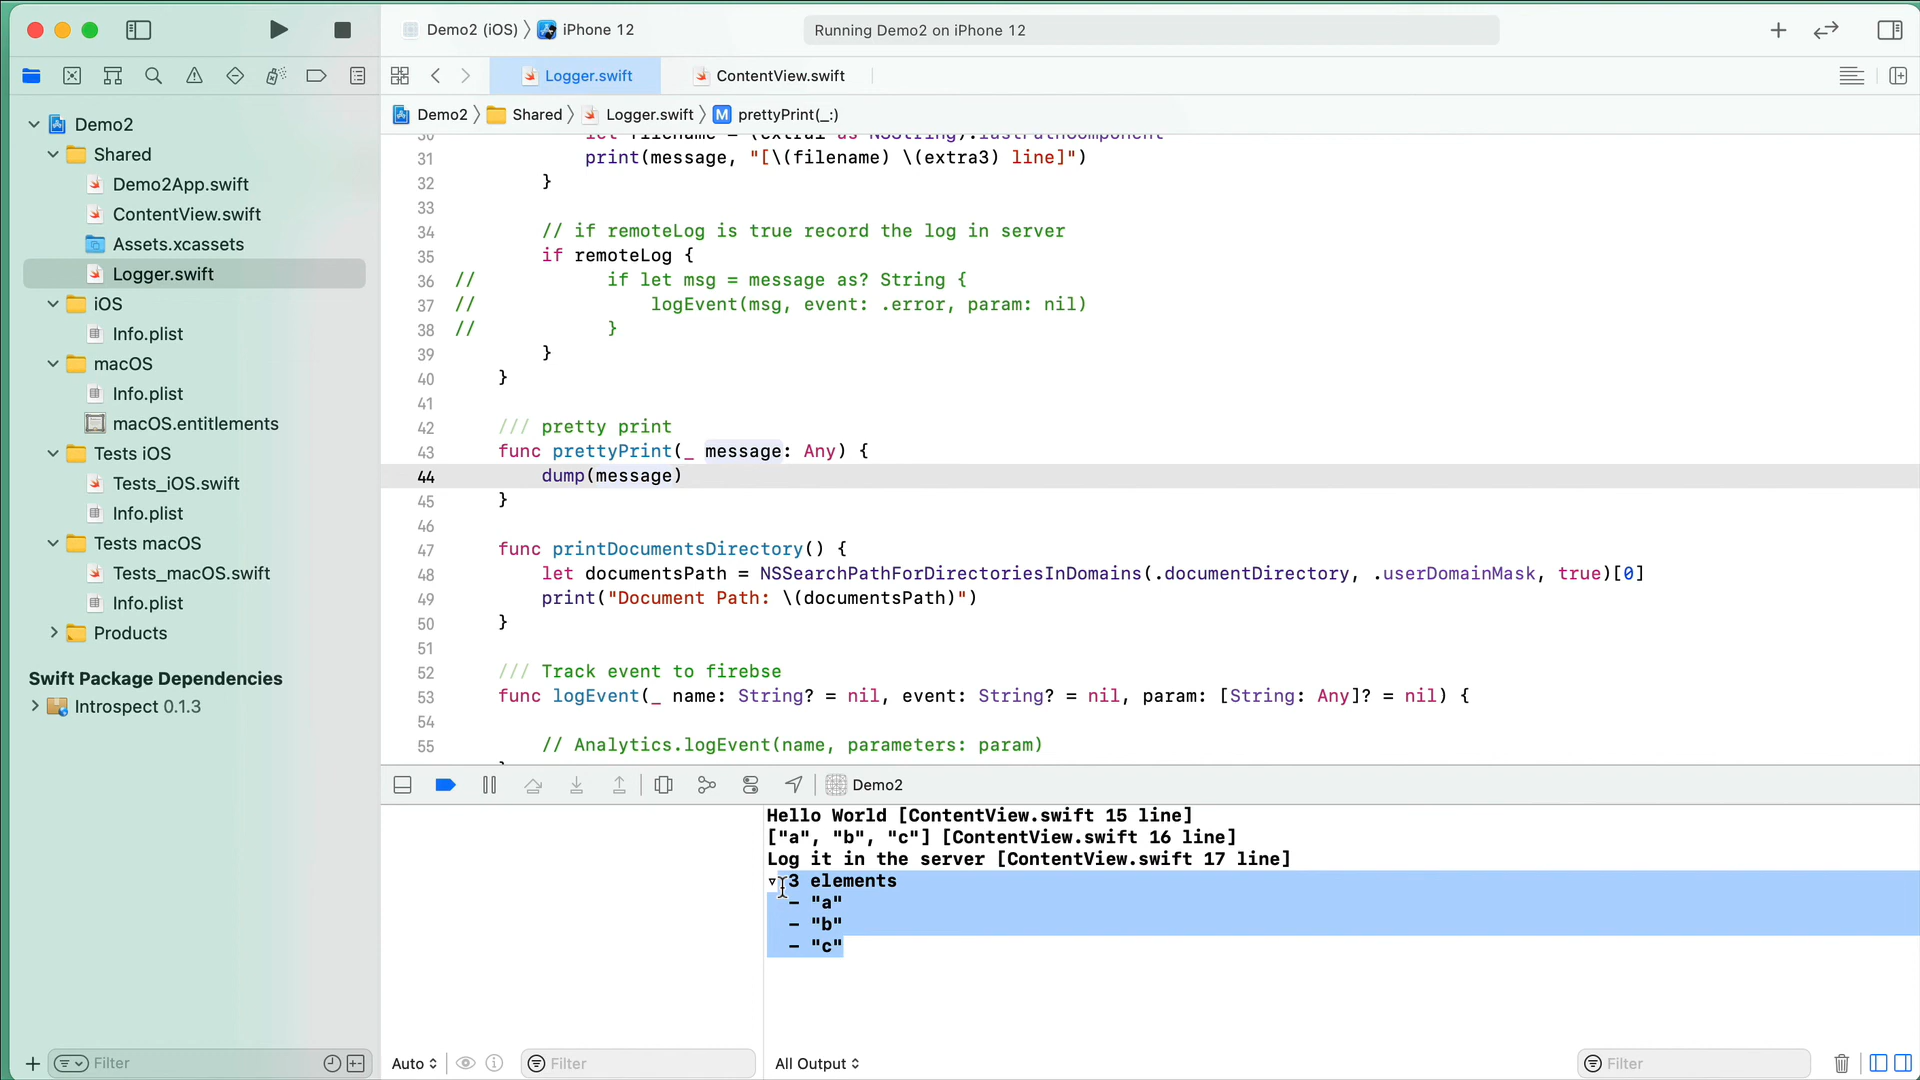 Demo2 (iOS) 〉 iPhone 12
Running Demo2 on iPhone 12
Logger.swift
ContentView.swift
Demo2 〉 Shared 〉 Logger.swift 〉 M prettyPrint(_:)
Demo2
Shared
Demo2App.swift
ContentView.swift
Assets.xcassets
Logger.swift
iOS
Info.plist
macOS
Info.plist
macOS.entitlements
Tests iOS
Tests_iOS.swift
Info.plist
Tests macOS
Tests_macOS.swift
Info.plist
Products
Swift Package Dependencies
Introspect 0.1.3
Filter
30 let filename = (extra1 as NSString).lastPathComponent
31 print(message, "[\(filename) \(extra3) line]")
32 }
33
34 // if remoteLog is true record the log in server
35 if remoteLog {
36 // if let msg = message as? String {
37 // logEvent(msg, event: .error, param: nil)
38 // }
39 }
40 }
41
42 /// pretty print
43 func prettyPrint(_ message: Any) {
44 dump(message)
45 }
46
47 func printDocumentsDirectory() {
48 let documentsPath = NSSearchPathForDirectoriesInDomains(.documentDirectory, .userDomainMask, true)[0]
49 print("Document Path: \(documentsPath)")
50 }
51
52 /// Track event to firebse
53 func logEvent(_ name: String? = nil, event: String? = nil, param: [String: Any]? = nil) {
54
55 // Analytics.logEvent(name, parameters: param)
Demo2
Hello World [ContentView.swift 15 line]
["a", "b", "c"] [ContentView.swift 16 line]
Log it in the server [ContentView.swift 17 line]
▿ 3 elements
- "a"
- "b"
- "c"
Auto
Filter
All Output
Filter